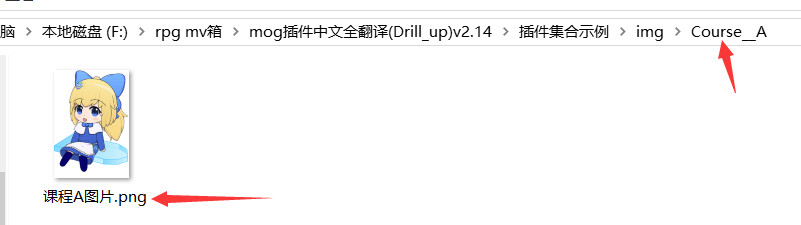 脑 > 本地磁盘 (F:) > rpg mv箱 > mog插件中文全翻译(Drill_up)v2.14 > 插件集合示例 > img > Course__A
课程A图片.png